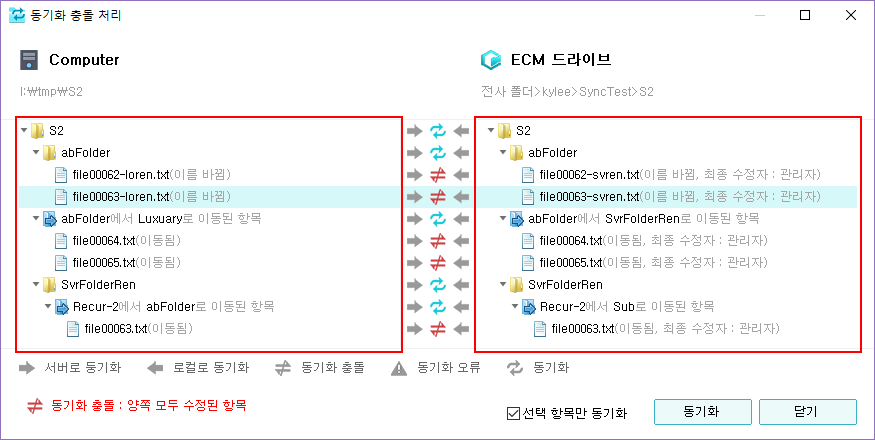 동기화 충돌 처리
Computer
I:\tmp\S2
ECM 드라이브
전사 폴더>kylee>SyncTest>S2
S2
abFolder
file00062-loren.txt(이름 바뀜)
file00063-loren.txt(이름 바뀜)
abFolder에서 Luxuary로 이동된 항목
file00064.txt(이동됨)
file00065.txt(이동됨)
SvrFolderRen
Recur-2에서 abFolder로 이동된 항목
file00063.txt(이동됨)
S2
abFolder
file00062-svren.txt(이름 바뀜, 최종 수정자 : 관리자)
file00063-svren.txt(이름 바뀜, 최종 수정자 : 관리자)
abFolder에서 SvrFolderRen로 이동된 항목
file00064.txt(이동됨, 최종 수정자 : 관리자)
file00065.txt(이동됨, 최종 수정자 : 관리자)
SvrFolderRen
Recur-2에서 Sub로 이동된 항목
file00063.txt(이동됨, 최종 수정자 : 관리자)
서버로 동기화 로컬로 동기화 동기화 충돌 동기화 오류 동기화
동기화 충돌 : 양쪽 모두 수정된 항목
선택 항목만 동기화 동기화 닫기